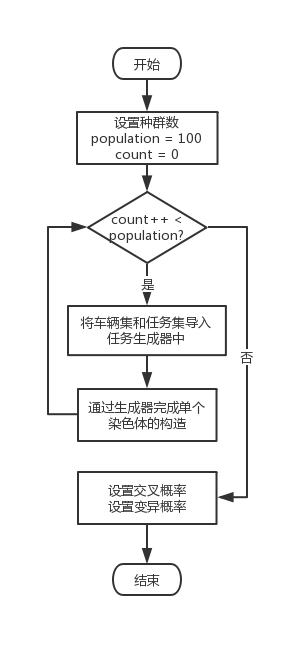 开始
设置种群数
population = 100
count = 0
count++ <
population?
是
将车辆集和任务集导入
任务生成器中
否
通过生成器完成单个
染色体的构造
设置交叉概率
设置变异概率
结束